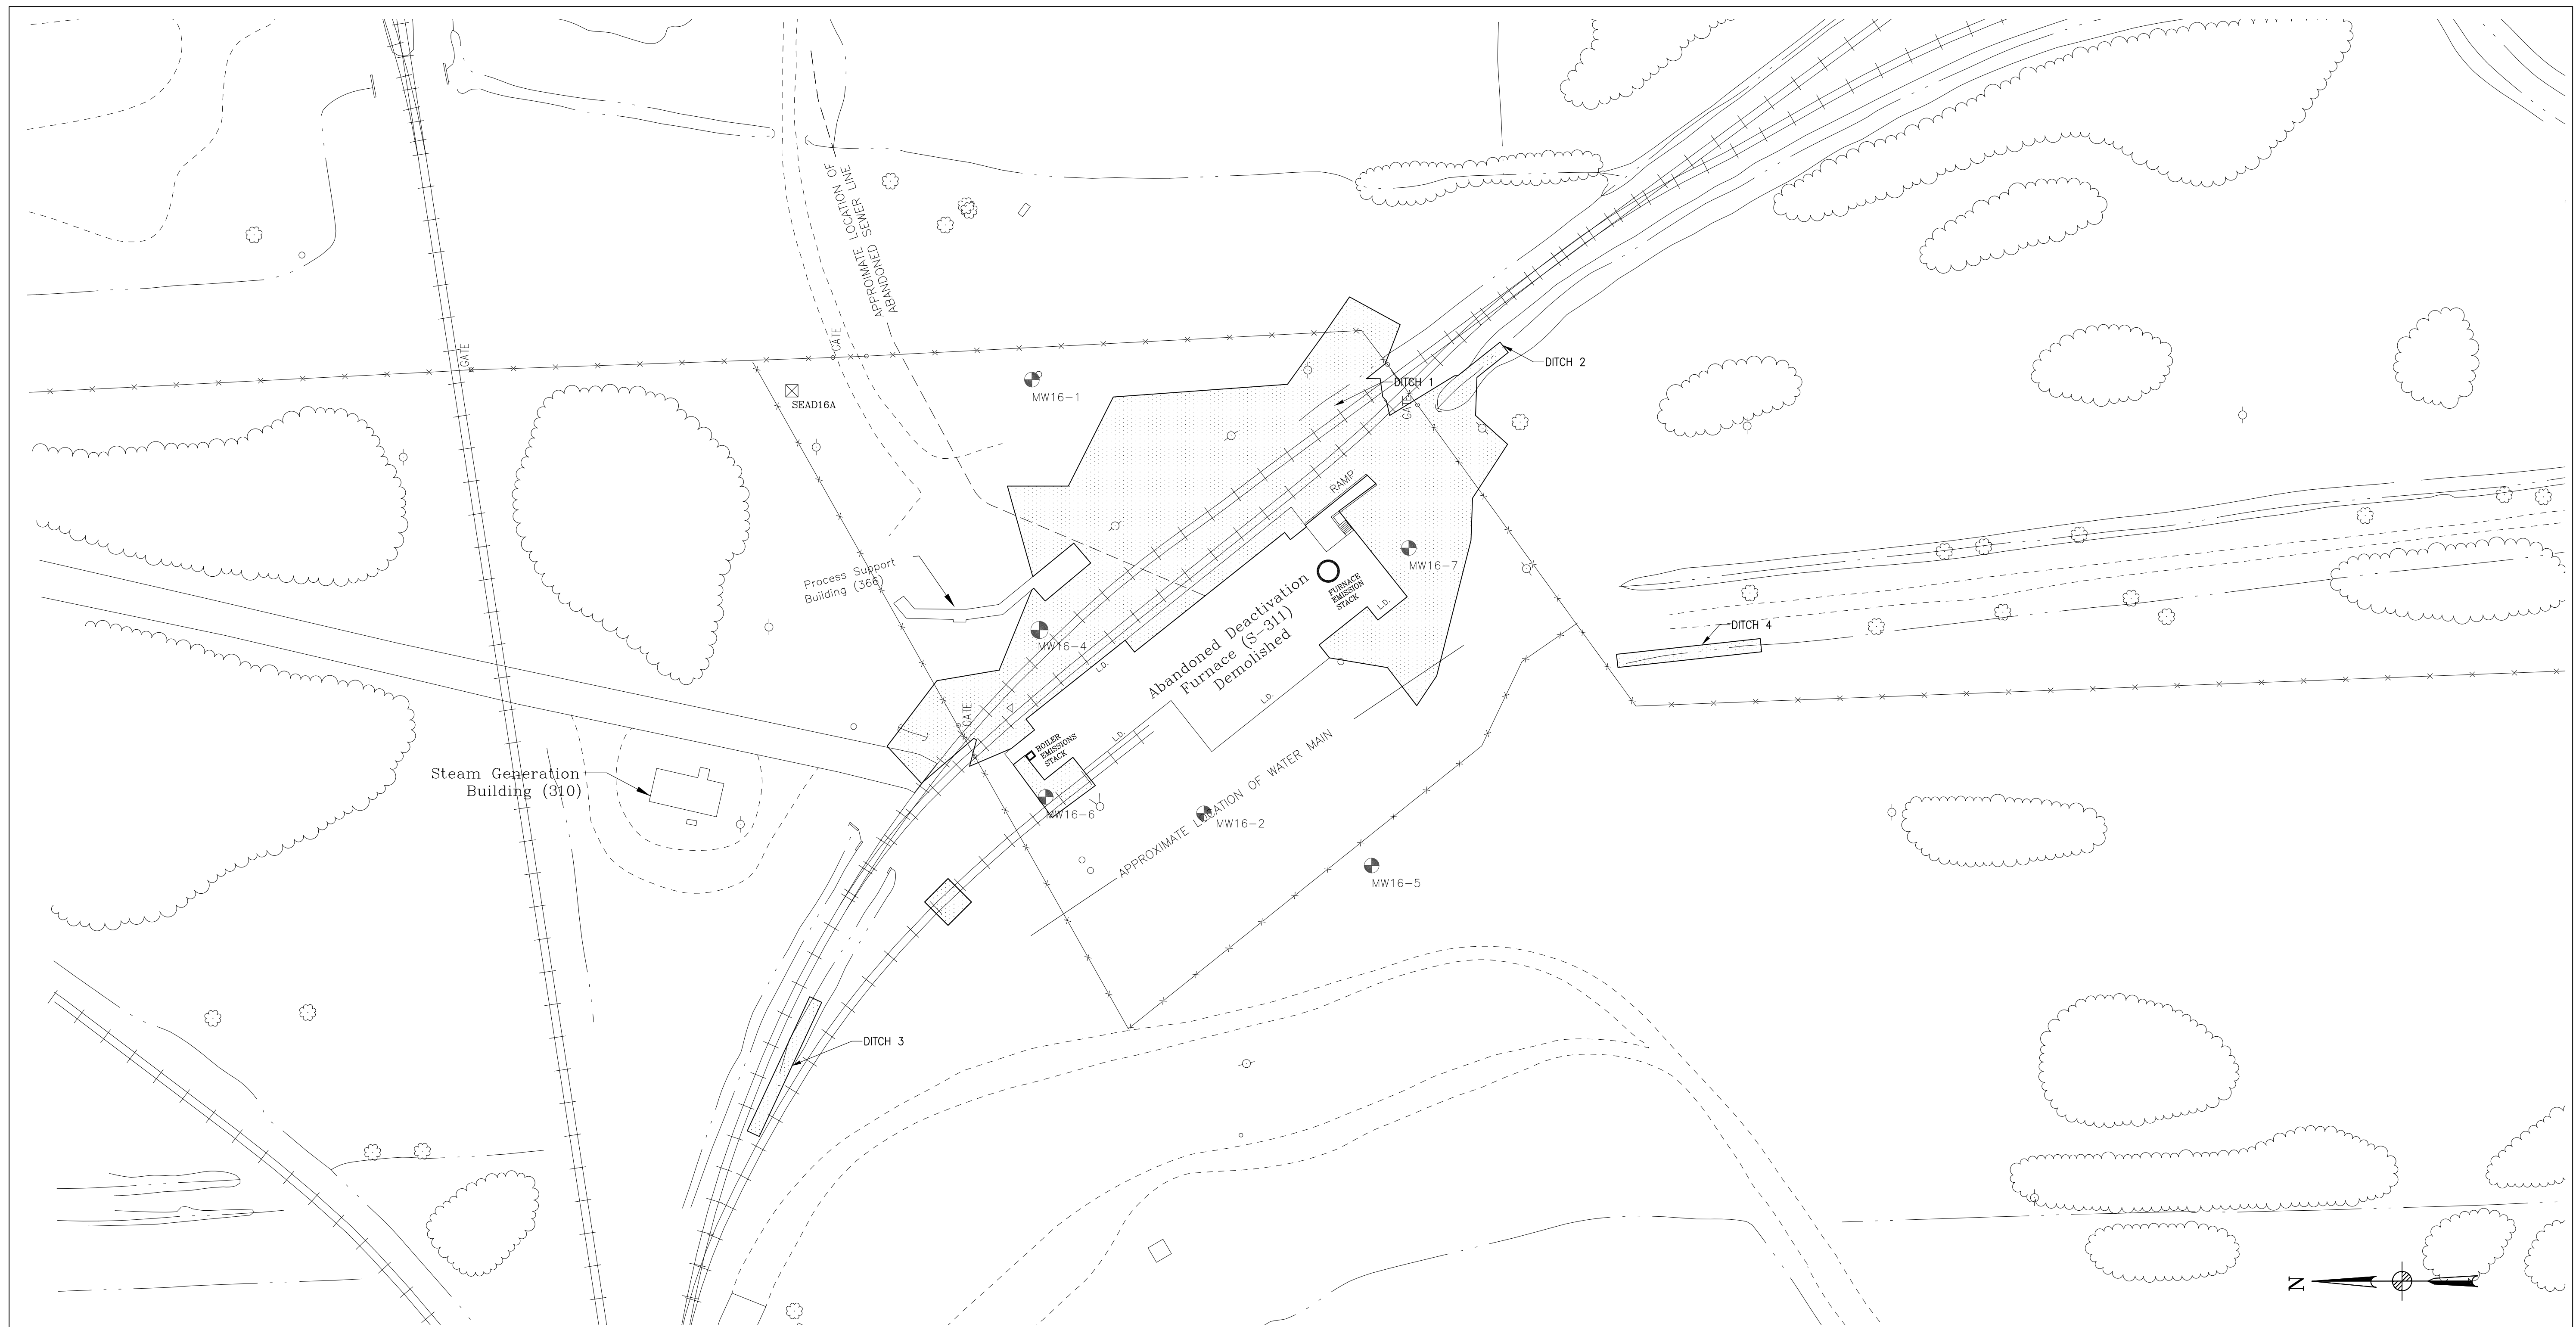 APPROIMATE LOCATION OF
ABANDONED SEWER LINE
GATE
GATE
DITCH 2
DITCH 1
GATE
MW16-1
SEAD16A
RAMP
Process Support
Building (366)
MW16-7
FURNACE
EMISSION
STACK
L.D.
Abandoned Deactivation
Furnace (S-311)
Demolished
DITCH 4
MW16-4
L.D.
L.D.
GATE
L.D.
BOILER
EMISSIONS
STACK
Steam Generation
Building (310)
APPROXIMATE LOCATION OF WATER MAIN
MW16-6
MW16-2
MW16-5
DITCH 3
N